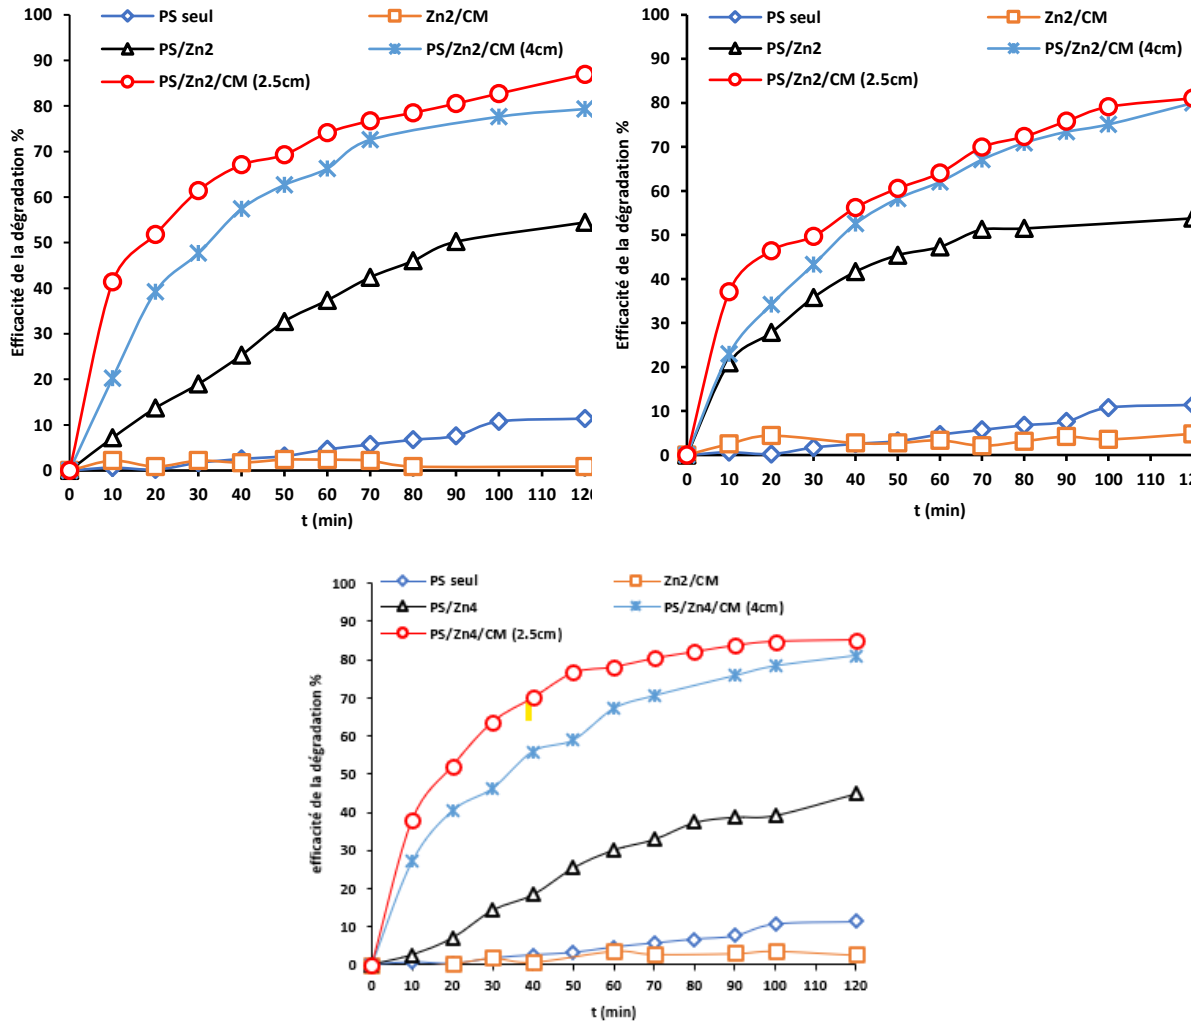 PS seul
Zn2/CM
PS/Zn2
PS/Zn2/CM (4cm)
PS/Zn2/CM (2.5cm)
Efficacité de la dégradation %
100
90
80
70
60
50
40
30
20
10
0
0 10 20 30 40 50 60 70 80 90 100 110 120
t (min)
PS seul
Zn2/CM
PS/Zn2
PS/Zn2/CM (4cm)
PS/Zn2/CM (2.5cm)
Efficacité de la dégradation %
100
90
80
70
60
50
40
30
20
10
0
0 10 20 30 40 50 60 70 80 90 100 110 12
t (min)
PS seul
Zn2/CM
PS/Zn4
PS/Zn4/CM (4cm)
PS/Zn4/CM (2.5cm)
efficacité de la dégradation %
100
90
80
70
60
50
40
30
20
10
0
0 10 20 30 40 50 60 70 80 90 100 110 120
t (min)